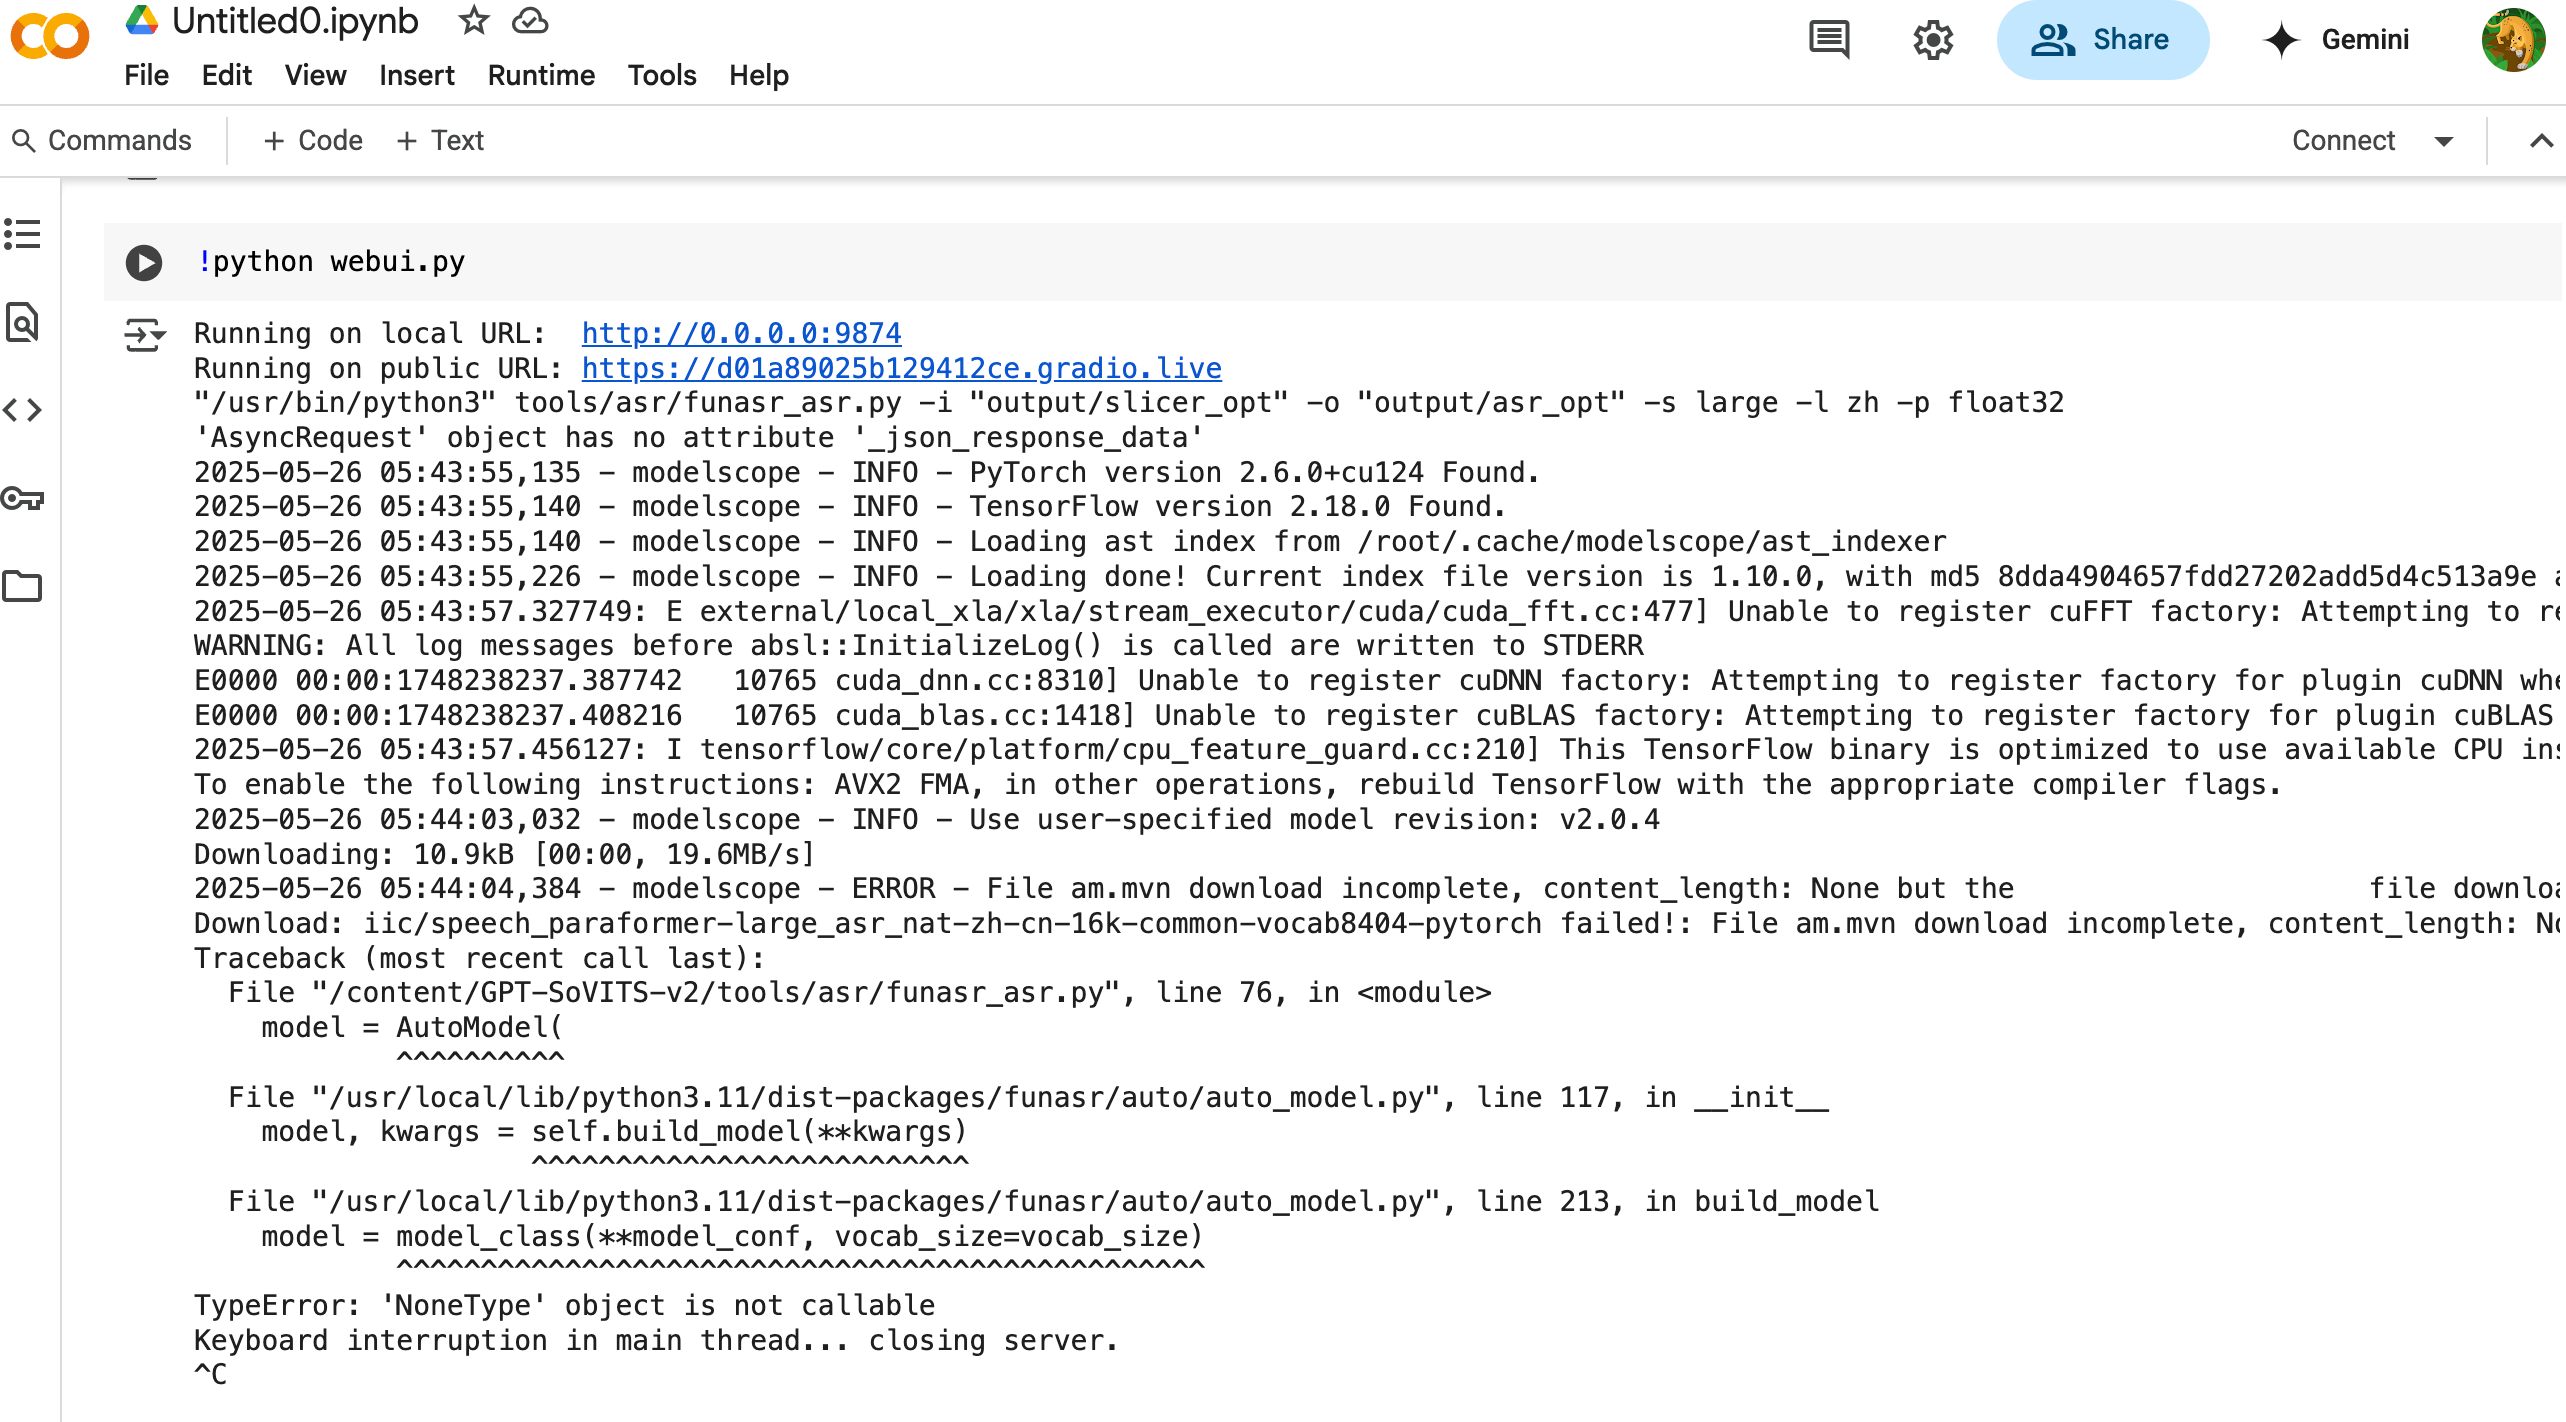 Untitled0.ipynb
File Edit View Insert Runtime Tools Help
Share
Gemini
Commands + Code + Text
Connect
!python webui.py
Running on local URL:  http://0.0.0.0:9874
Running on public URL: https://d01a89025b129412ce.gradio.live
"/usr/bin/python3" tools/asr/funasr_asr.py -i "output/slicer_opt" -o "output/asr_opt" -s large -l zh -p float32
'AsyncRequest' object has no attribute '_json_response_data'
2025-05-26 05:43:55,135 - modelscope - INFO - PyTorch version 2.6.0+cu124 Found.
2025-05-26 05:43:55,140 - modelscope - INFO - TensorFlow version 2.18.0 Found.
2025-05-26 05:43:55,140 - modelscope - INFO - Loading ast index from /root/.cache/modelscope/ast_indexer
2025-05-26 05:43:55,226 - modelscope - INFO - Loading done! Current index file version is 1.10.0, with md5 8dda4904657fdd27202add5d4c513a9e a
2025-05-26 05:43:57.327749: E external/local_xla/xla/stream_executor/cuda/cuda_fft.cc:477] Unable to register cuFFT factory: Attempting to re
WARNING: All log messages before absl::InitializeLog() is called are written to STDERR
E0000 00:00:1748238237.387742   10765 cuda_dnn.cc:8310] Unable to register cuDNN factory: Attempting to register factory for plugin cuDNN whe
E0000 00:00:1748238237.408216   10765 cuda_blas.cc:1418] Unable to register cuBLAS factory: Attempting to register factory for plugin cuBLAS
2025-05-26 05:43:57.456127: I tensorflow/core/platform/cpu_feature_guard.cc:210] This TensorFlow binary is optimized to use available CPU ins
To enable the following instructions: AVX2 FMA, in other operations, rebuild TensorFlow with the appropriate compiler flags.
2025-05-26 05:44:03,032 - modelscope - INFO - Use user-specified model revision: v2.0.4
Downloading: 10.9kB [00:00, 19.6MB/s]
2025-05-26 05:44:04,384 - modelscope - ERROR - File am.mvn download incomplete, content_length: None but the                     file downloa
Download: iic/speech_paraformer-large_asr_nat-zh-cn-16k-common-vocab8404-pytorch failed!: File am.mvn download incomplete, content_length: No
Traceback (most recent call last):
  File "/content/GPT-SoVITS-v2/tools/asr/funasr_asr.py", line 76, in <module>
    model = AutoModel(
            ^^^^^^^^^^
  File "/usr/local/lib/python3.11/dist-packages/funasr/auto/auto_model.py", line 117, in __init__
    model, kwargs = self.build_model(**kwargs)
                    ^^^^^^^^^^^^^^^^^^^^^^^^^^
  File "/usr/local/lib/python3.11/dist-packages/funasr/auto/auto_model.py", line 213, in build_model
    model = model_class(**model_conf, vocab_size=vocab_size)
            ^^^^^^^^^^^^^^^^^^^^^^^^^^^^^^^^^^^^^^^^^^^^^^^^
TypeError: 'NoneType' object is not callable
Keyboard interruption in main thread... closing server.
^C